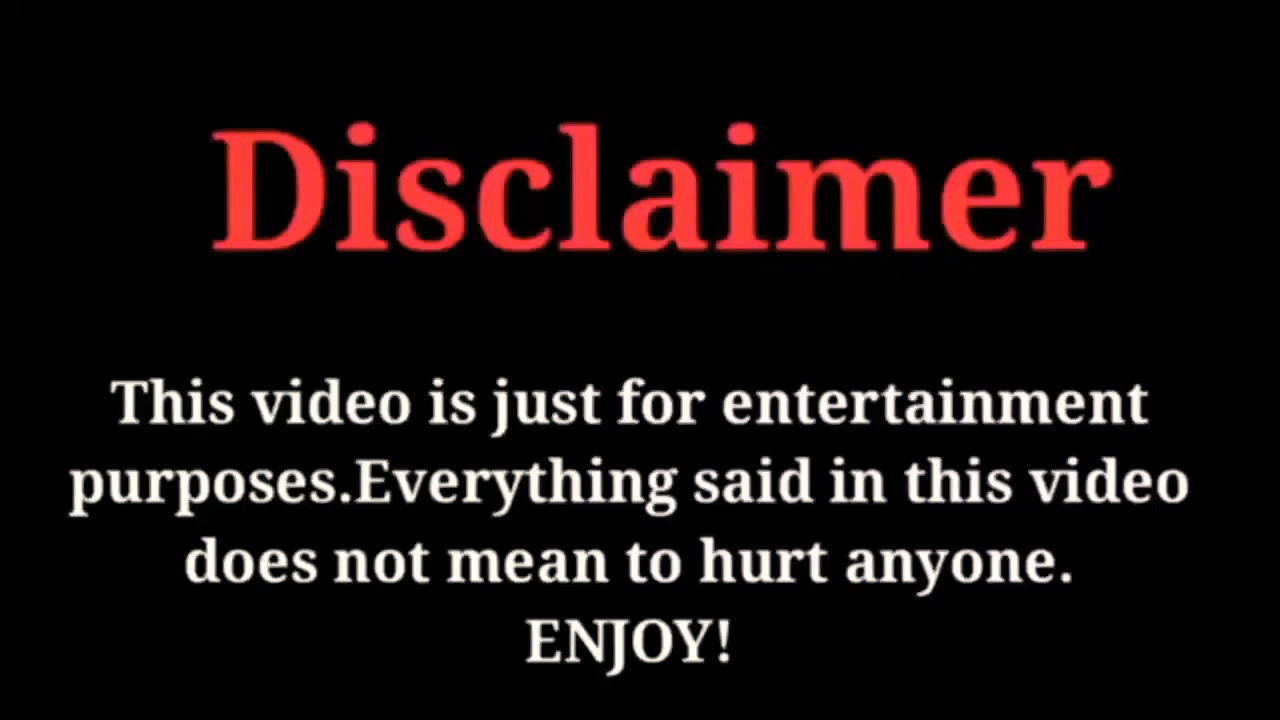 Disclaimer
This video is just for entertainment
purposes.Everything said in this video
does not mean to hurt anyone.
ENJOY!